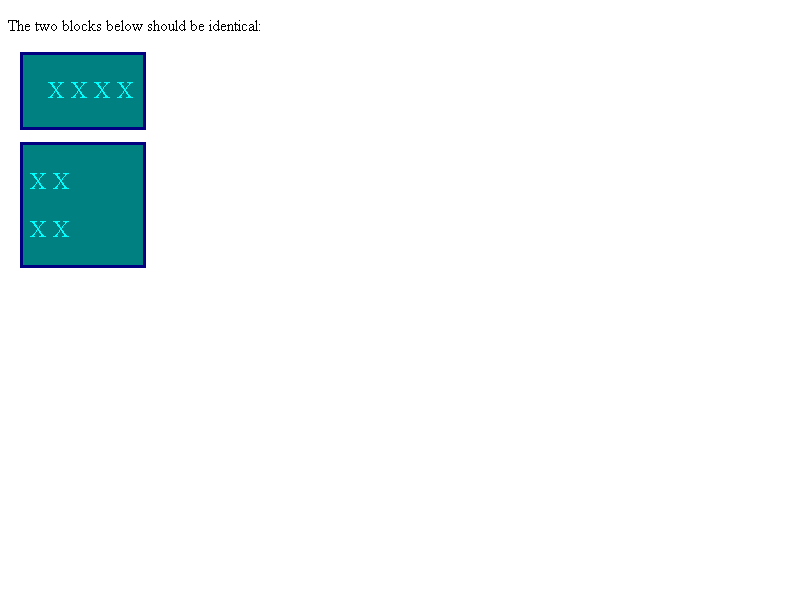 The two blocks below should be identical:
X X X X
X X
X X